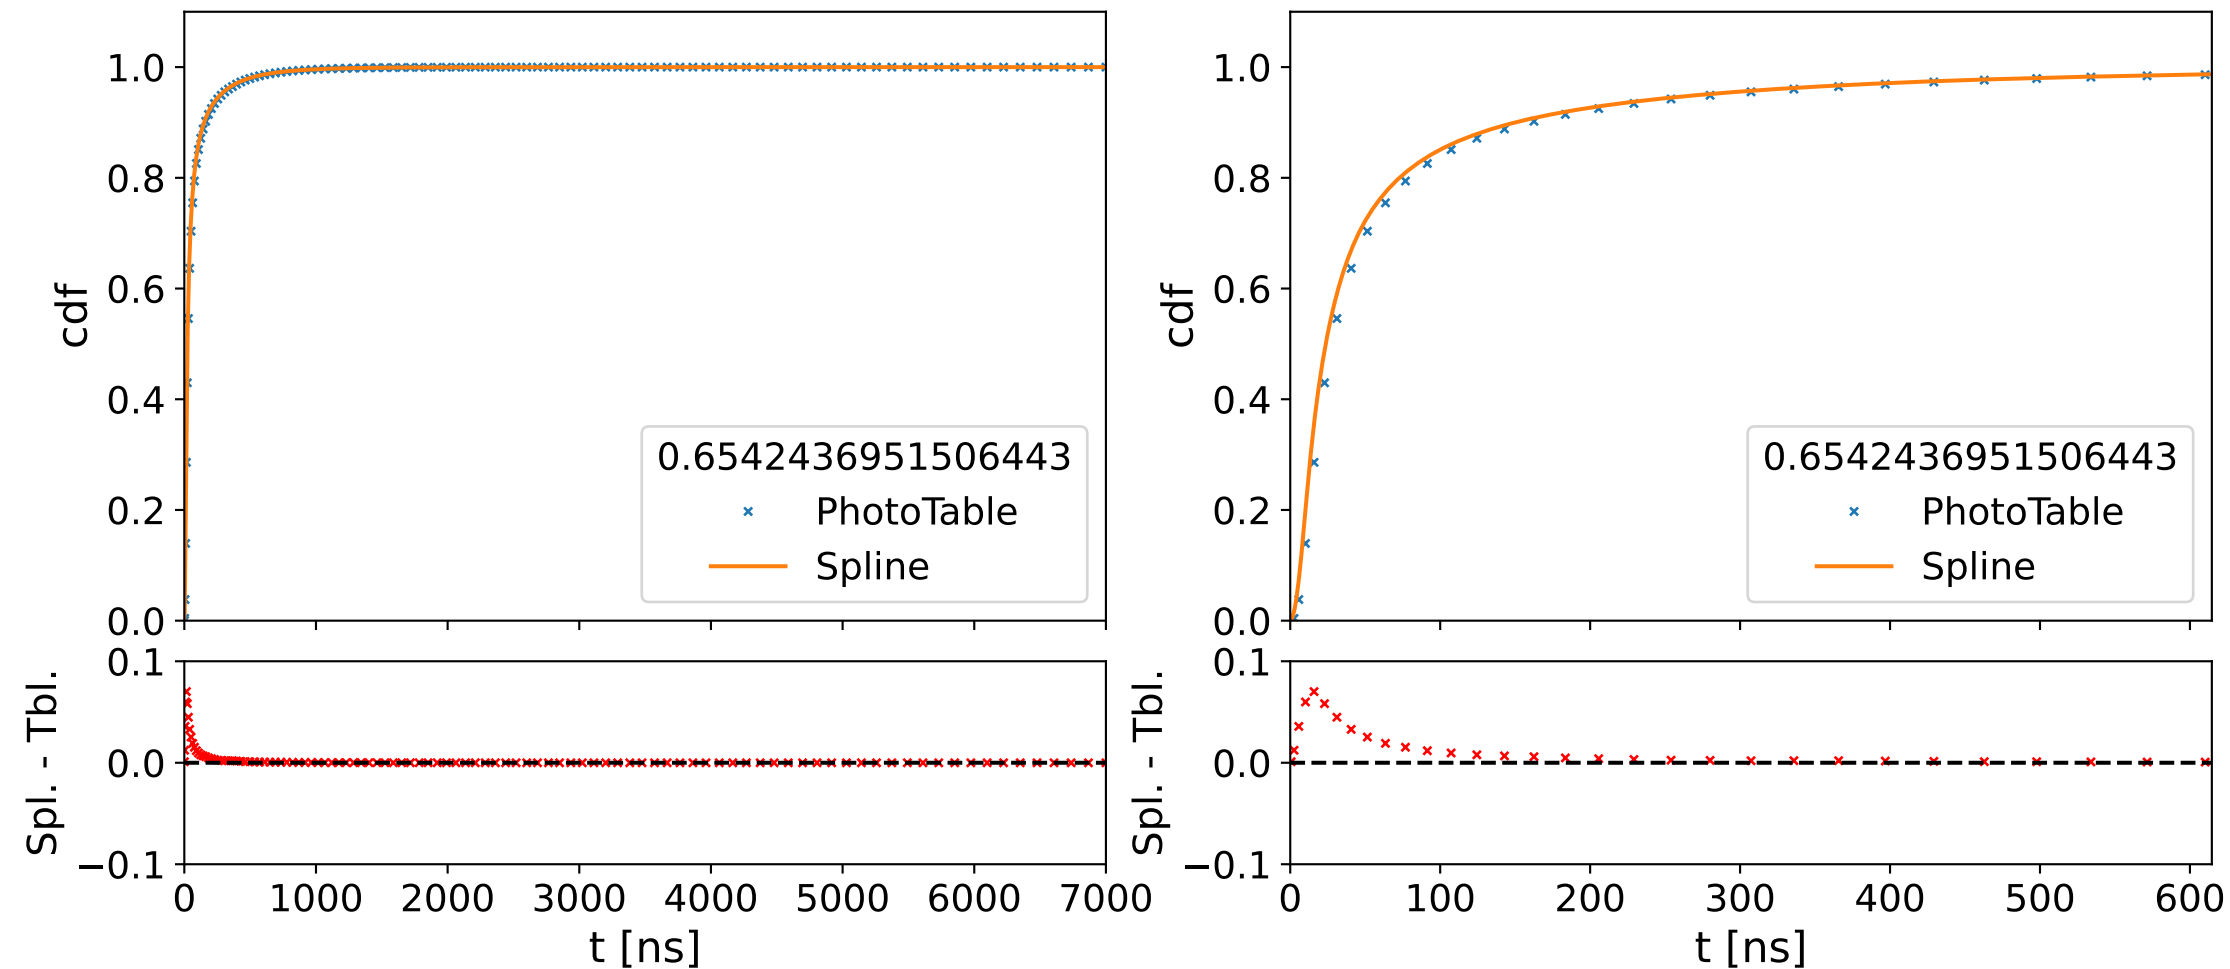 1.0
0.8
0.6
0.4
0.2
0.0
cdf
0.6542436951506443
PhotoTable
Spline
0.1
0.0
−0.1
Spl. - Tbl.
0 1000 2000 3000 4000 5000 6000 7000
t [ns]
1.0
0.8
0.6
0.4
0.2
0.0
cdf
0.6542436951506443
PhotoTable
Spline
0.1
0.0
−0.1
Spl. - Tbl.
0 100 200 300 400 500 600
t [ns]